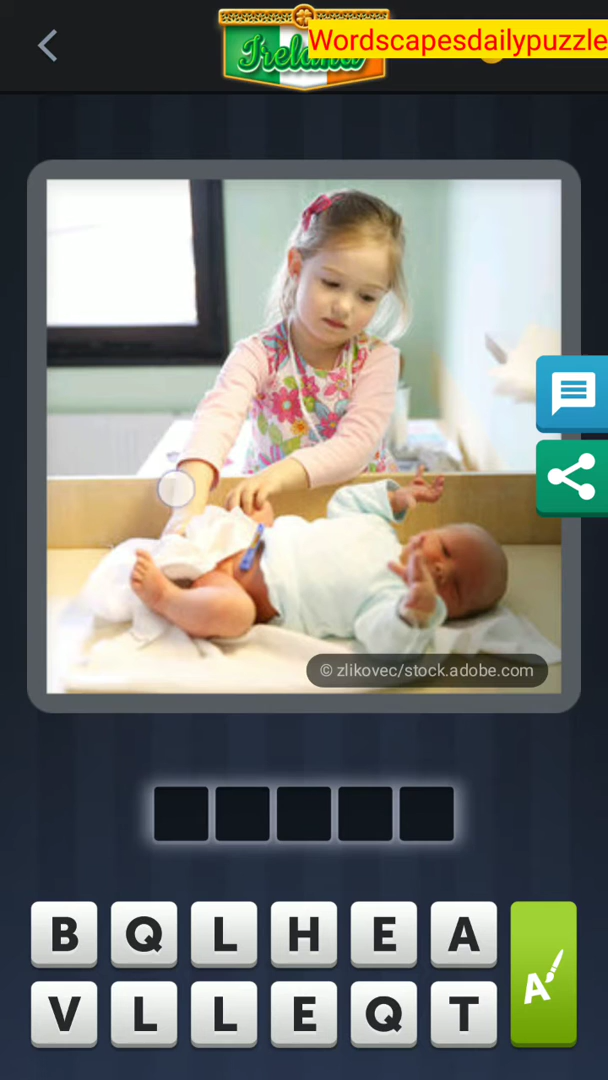 Ireland
Wordscapesdailypuzzle
© zlikovec/stock.adobe.com
B Q L H E A
V L L E Q T
A